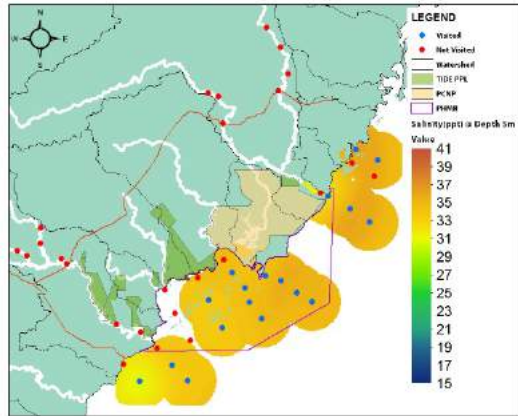 N
W E
S
LEGEND
Visited
Not Visited
Watershed
TIDE PPL
PCNP
PHMR
Salinity(ppt) @ Depth 5m
Value
41
39
37
35
33
31
29
27
25
23
21
19
17
15